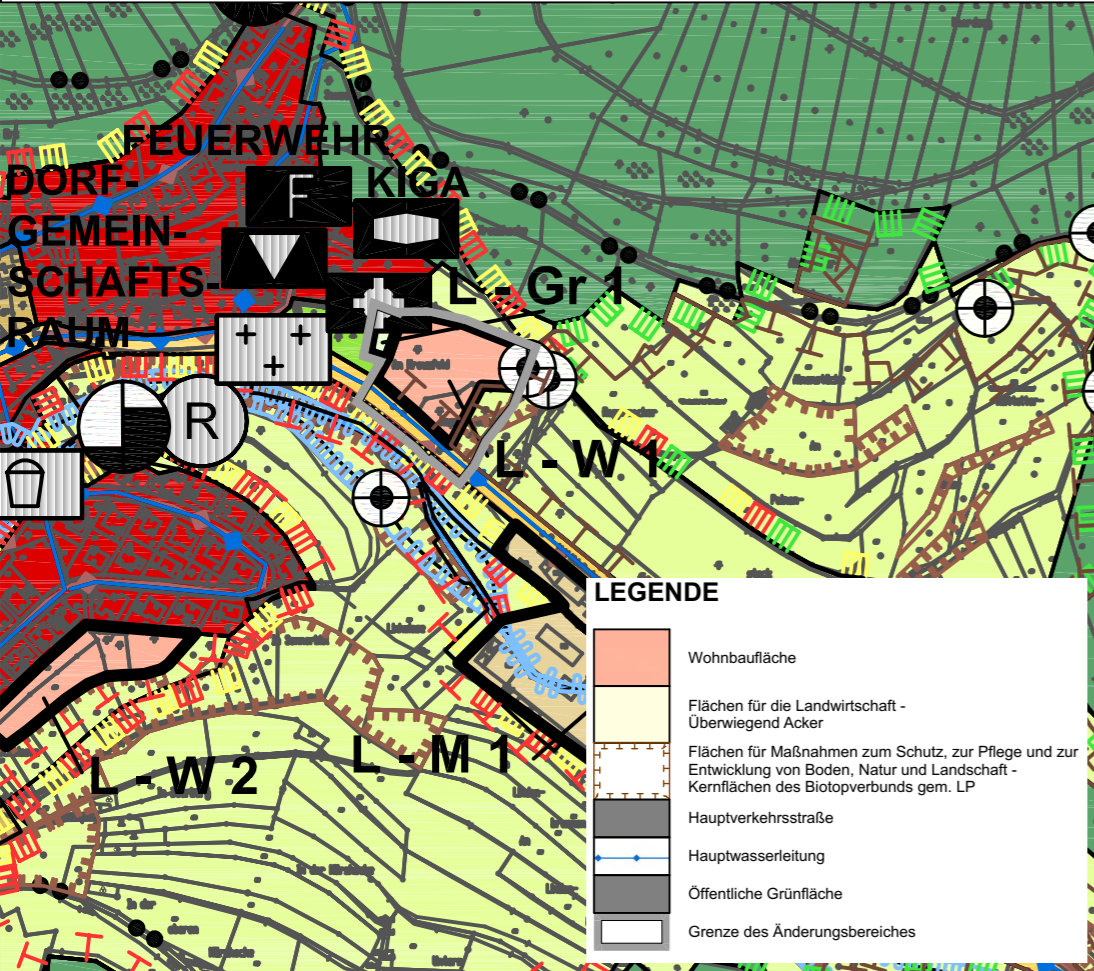 FEUERWEHR
DORF-
KIGA
F
GEMEIN-
SCHAFTS-
L - Gr 1
RAUM
R
L - W 1
LEGENDE
Wohnbaufläche
Flächen für die Landwirtschaft -
Überwiegend Acker
Flächen für Maßnahmen zum Schutz, zur Pflege und zur
Entwicklung von Boden, Natur und Landschaft -
Kernflächen des Biotopverbunds gem. LP
Hauptverkehrsstraße
Hauptwasserleitung
Öffentliche Grünfläche
Grenze des Änderungsbereiches
L - M 1
L - W 2
In der